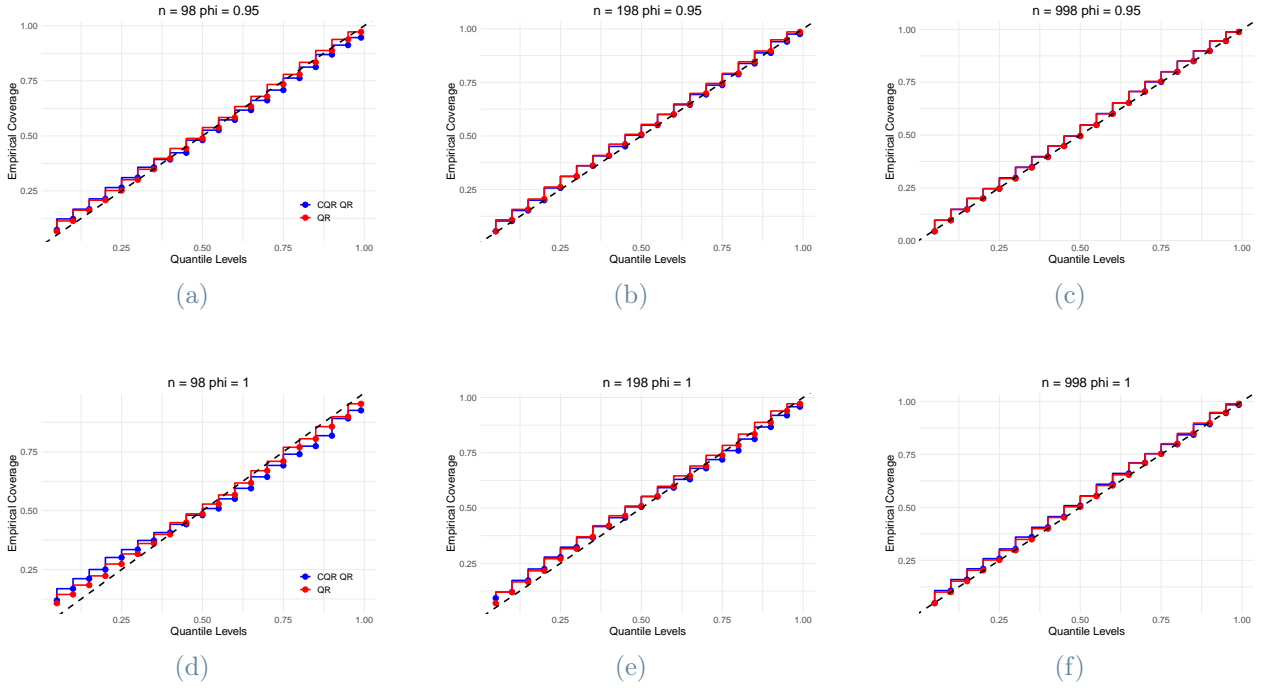 n = 98 phi = 0.95
1.00
0.75
0.50
0.25
Empirical Coverage
CQR QR
QR
0.25 0.50 0.75 1.00
Quantile Levels
(a)
n = 198 phi = 0.95
1.00
0.75
0.50
0.25
Empirical Coverage
0.25 0.50 0.75 1.00
Quantile Levels
(b)
n = 998 phi = 0.95
1.00
0.75
0.50
0.25
0.00
Empirical Coverage
0.25 0.50 0.75 1.00
Quantile Levels
(c)
n = 98 phi = 1
0.75
0.50
0.25
Empirical Coverage
CQR QR
QR
0.25 0.50 0.75 1.00
Quantile Levels
(d)
n = 198 phi = 1
1.00
0.75
0.50
0.25
Empirical Coverage
0.25 0.50 0.75 1.00
Quantile Levels
(e)
n = 998 phi = 1
1.00
0.75
0.50
0.25
Empirical Coverage
0.25 0.50 0.75 1.00
Quantile Levels
(f)